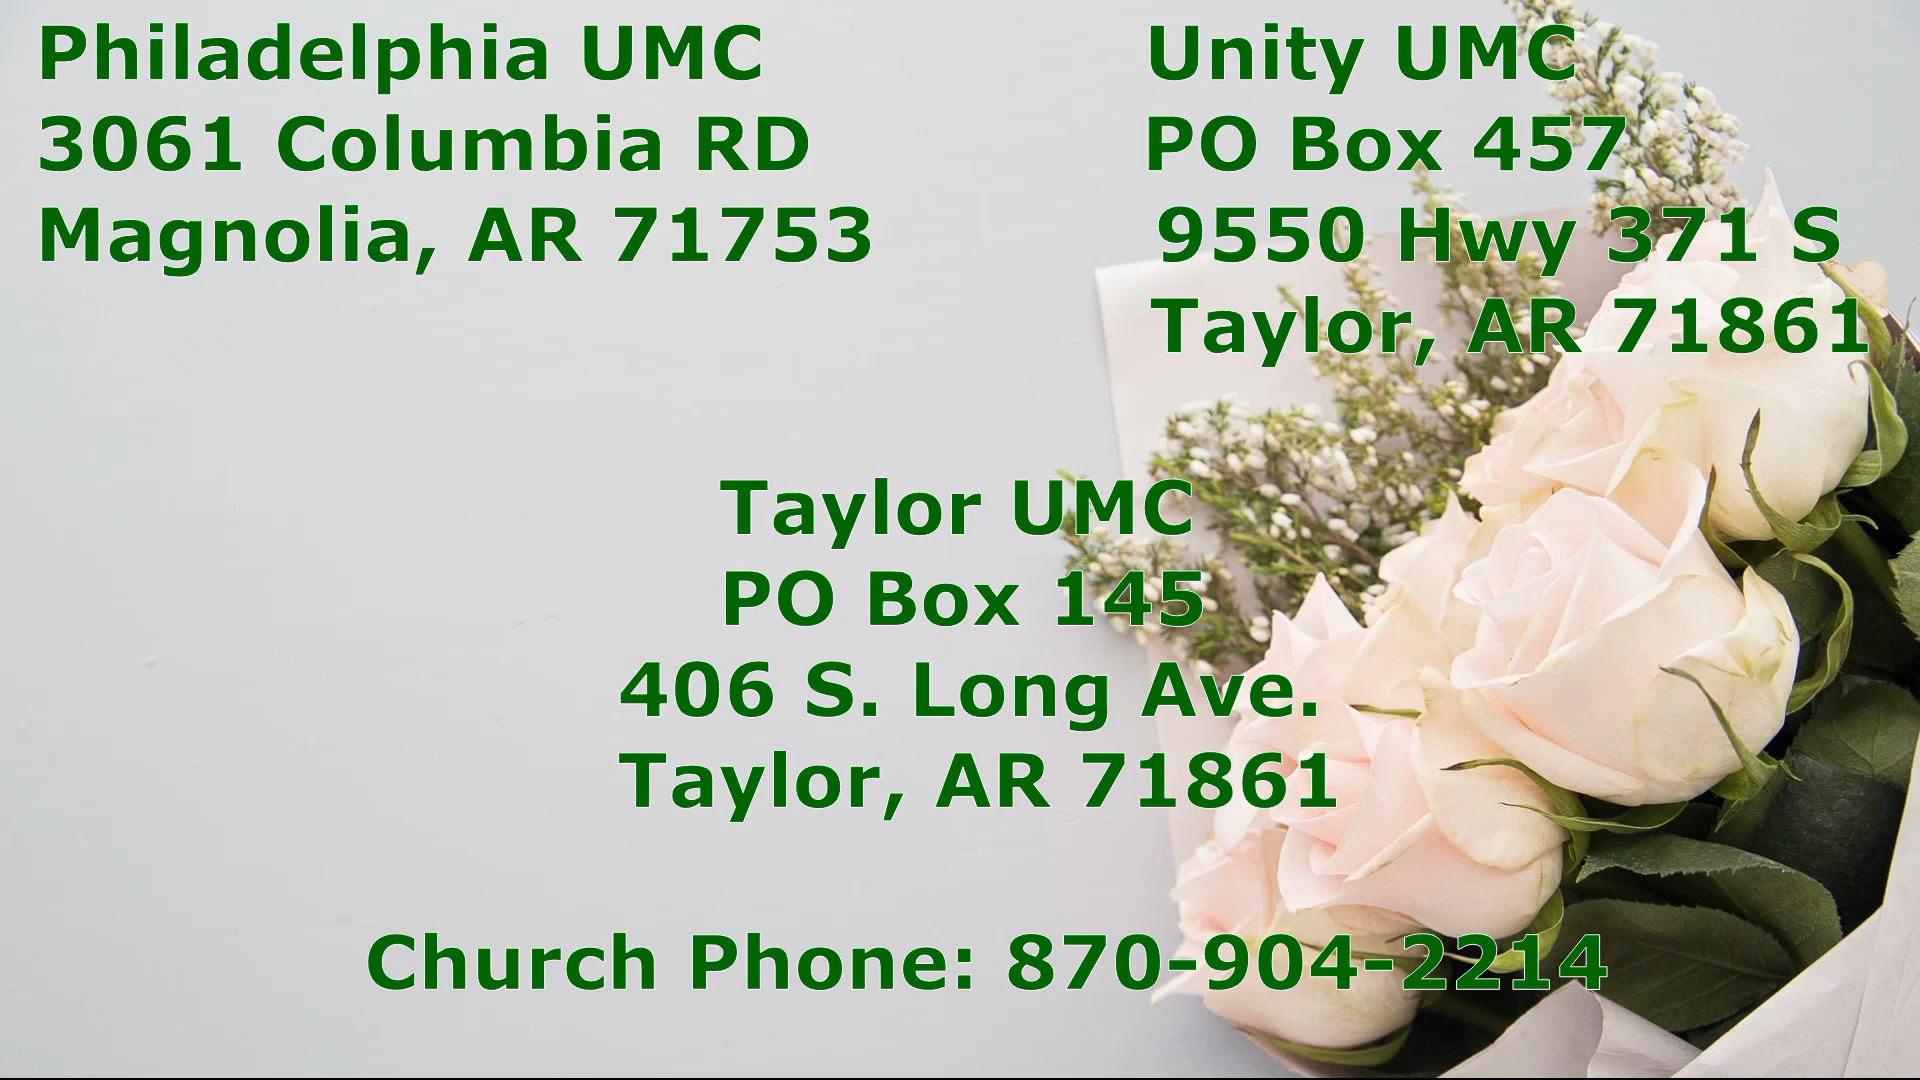 Philadelphia UMC
3061 Columbia RD
Magnolia, AR 71753
Unity UMC
PO Box 457
9550 Hwy 371 S
Taylor, AR 71861
Taylor UMC
PO Box 145
406 S. Long Ave.
Taylor, AR 71861
Church Phone: 870-904-2214